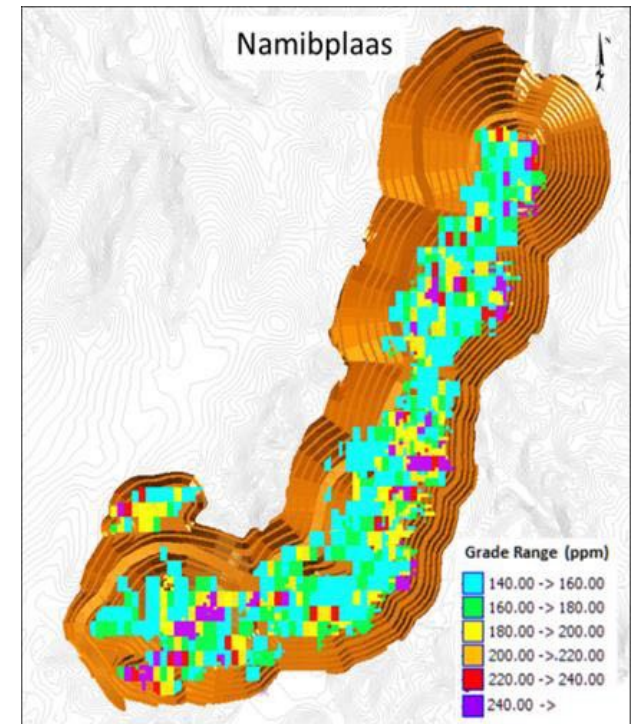 Namibplaas
Grade Range (ppm)
140.00 -> 160.00
160.00 -> 180.00
180.00 -> 200.00
200.00 ->.220.00
220.00 -> 240.00
240.00 ->